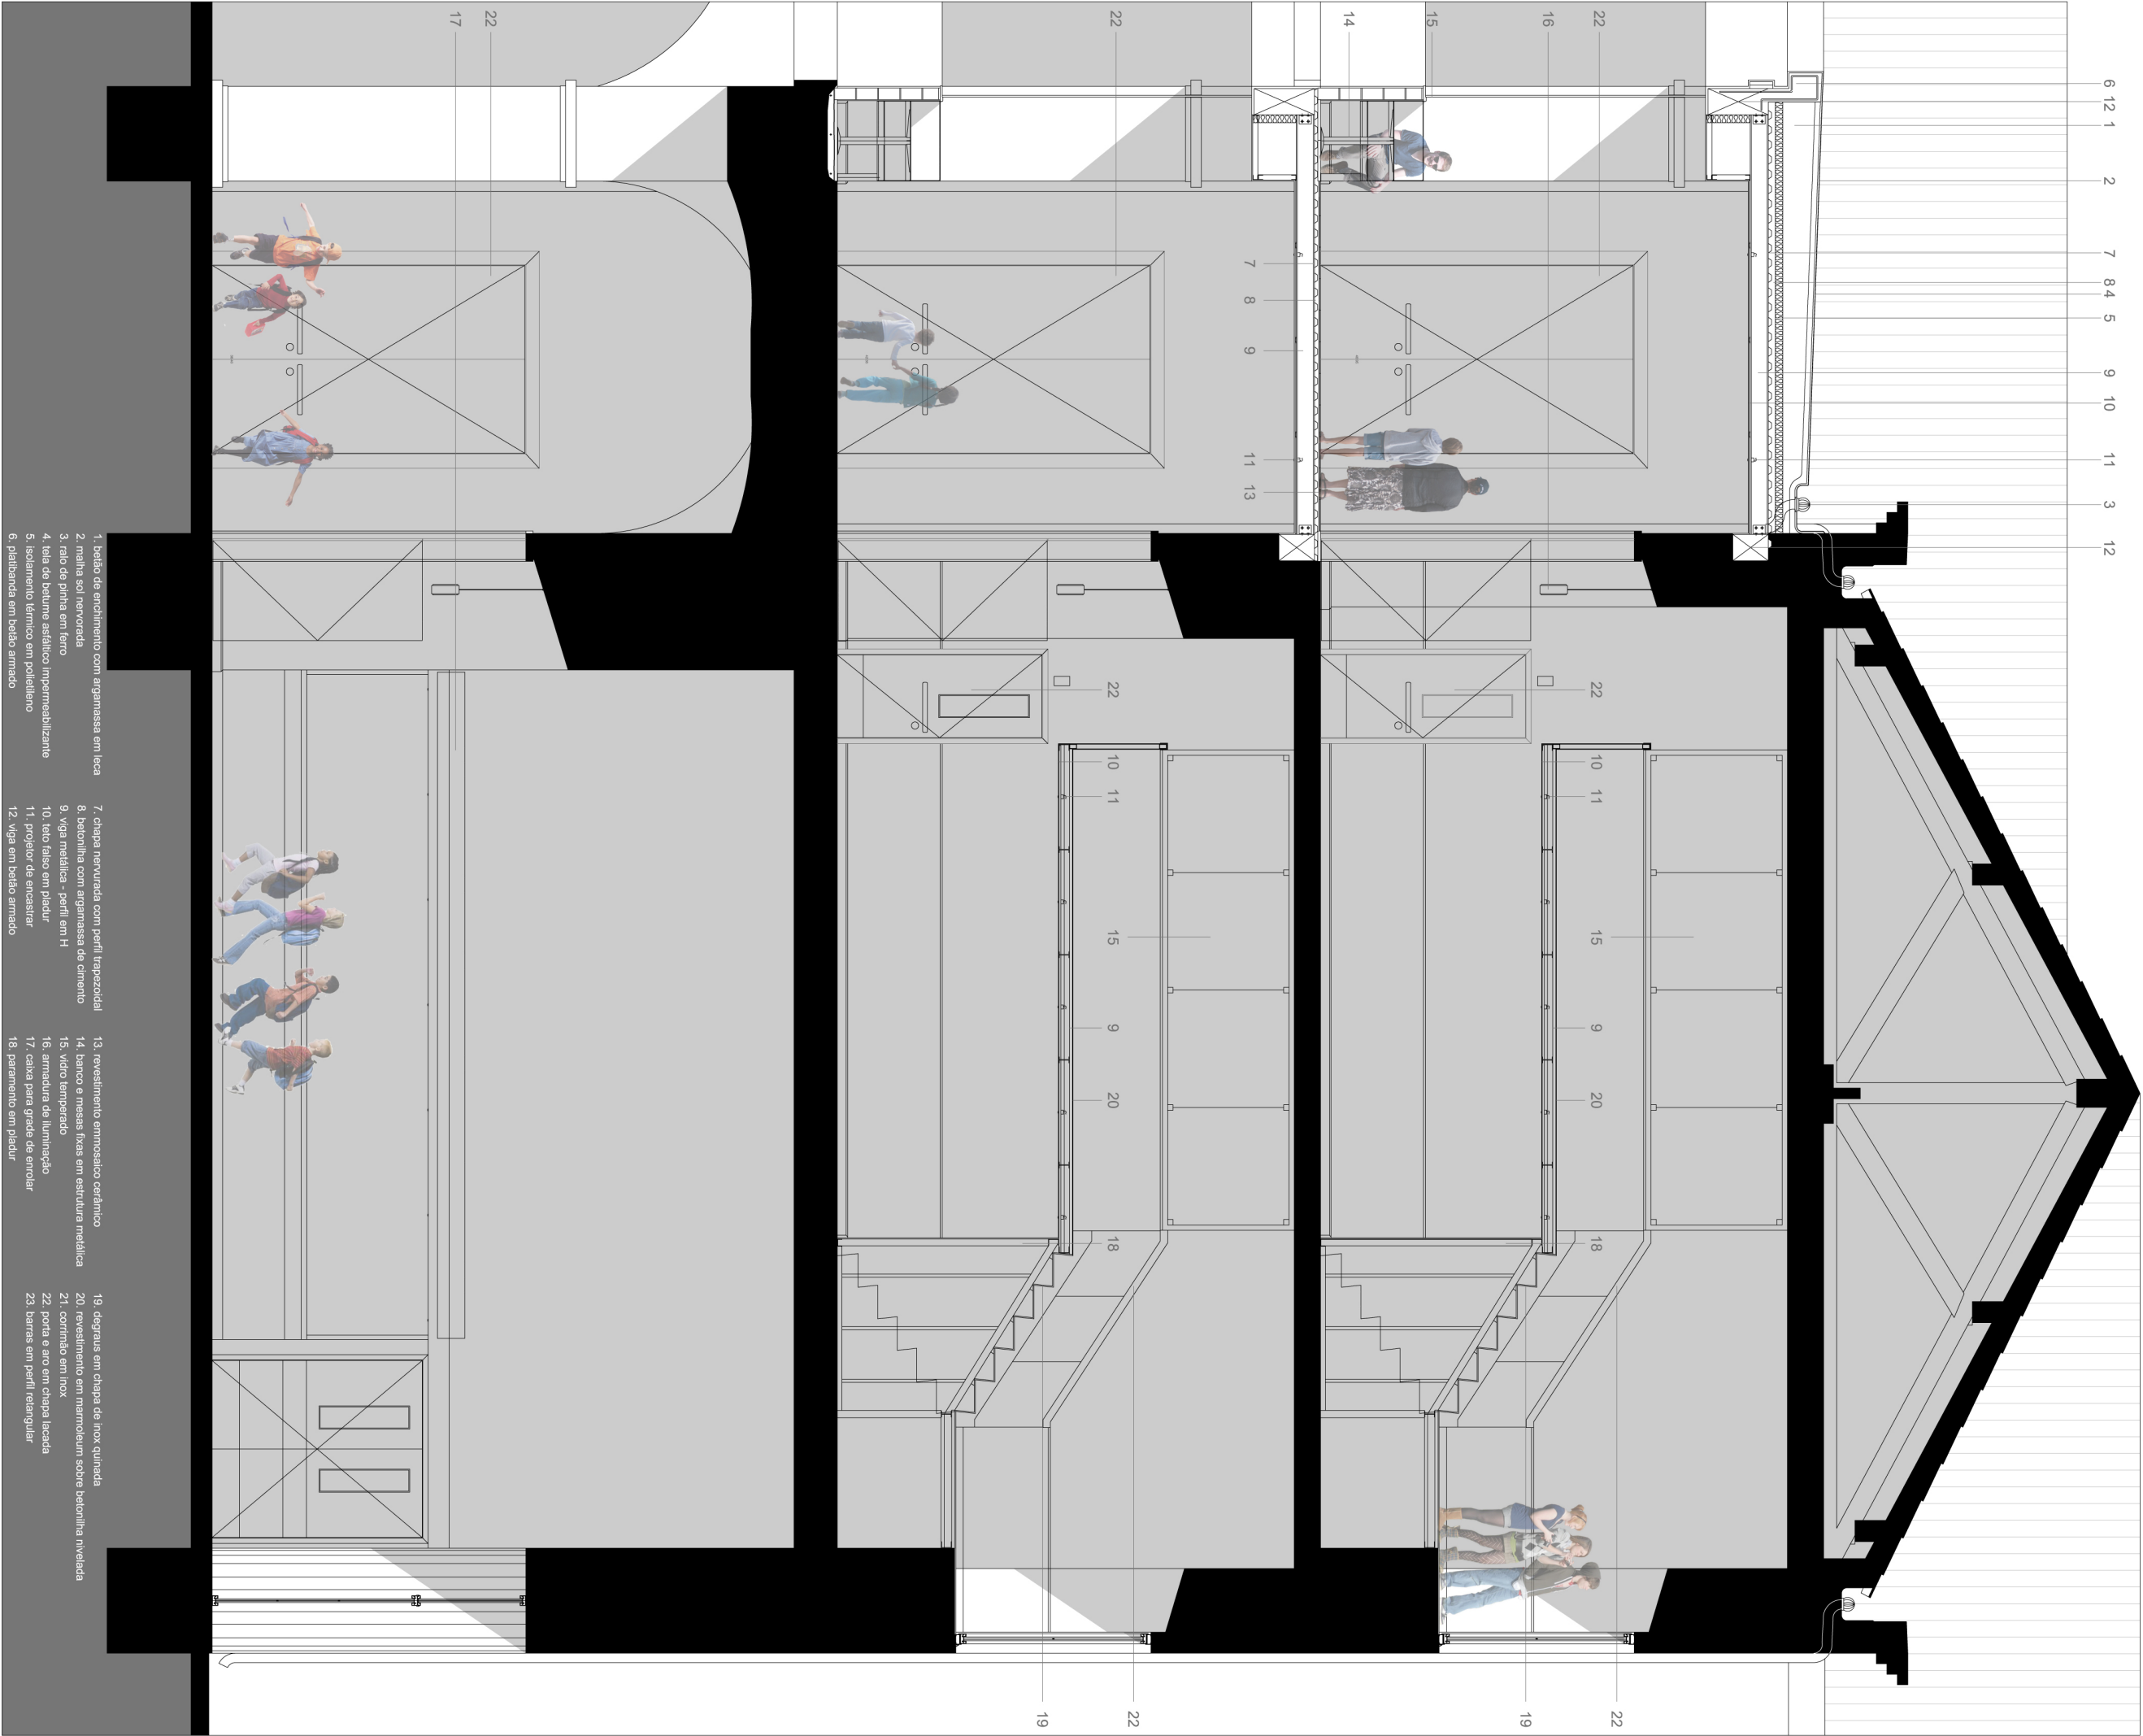 6 12 1 2 7 8 4 5 9 10 11 3 12
22 22 10 11 15 9 20 18 22
16
19
15
14
7 8 9 11 13
22 22 10 11 15 9 20 18 22
19
22
17
1. betão de enchimento com argamassa em leca
2. malha sol nervorada
3. ralo de pinha em ferro
4. tela de betume asfáltico impermeabilizante
5. isolamento térmico em polietileno
6. platibanda em betão armado
7. chapa nervurada com perfil trapezoidal
8. betonilha com argamassa de cimento
9. viga metálica - perfil em H
10. teto falso em pladur
11. projetor de encastrar
12. viga em betão armado
13. revestimento emmosaico cerâmico
14. banco e mesas fixas em estrutura metálica
15. vidro temperado
16. armadura de iluminação
17. caixa para grade de enrolar
18. paramento em pladur
19. degraus em chapa de inox quinada
20. revestimento em marmoleum sobre betonilha nivelada
21. corrimão em inox
22. porta e aro em chapa lacada
23. barras em perfil retangular